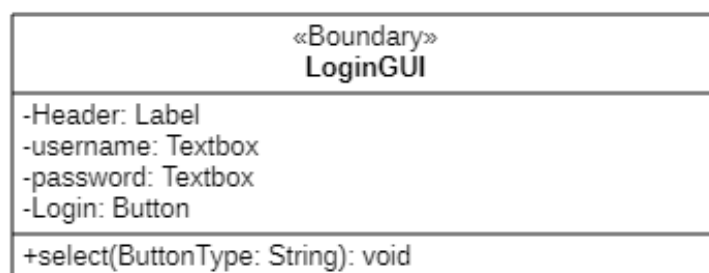 «Boundary»
LoginGUI
-Header: Label
-username: Textbox
-password: Textbox
-Login: Button
+select(ButtonType: String): void